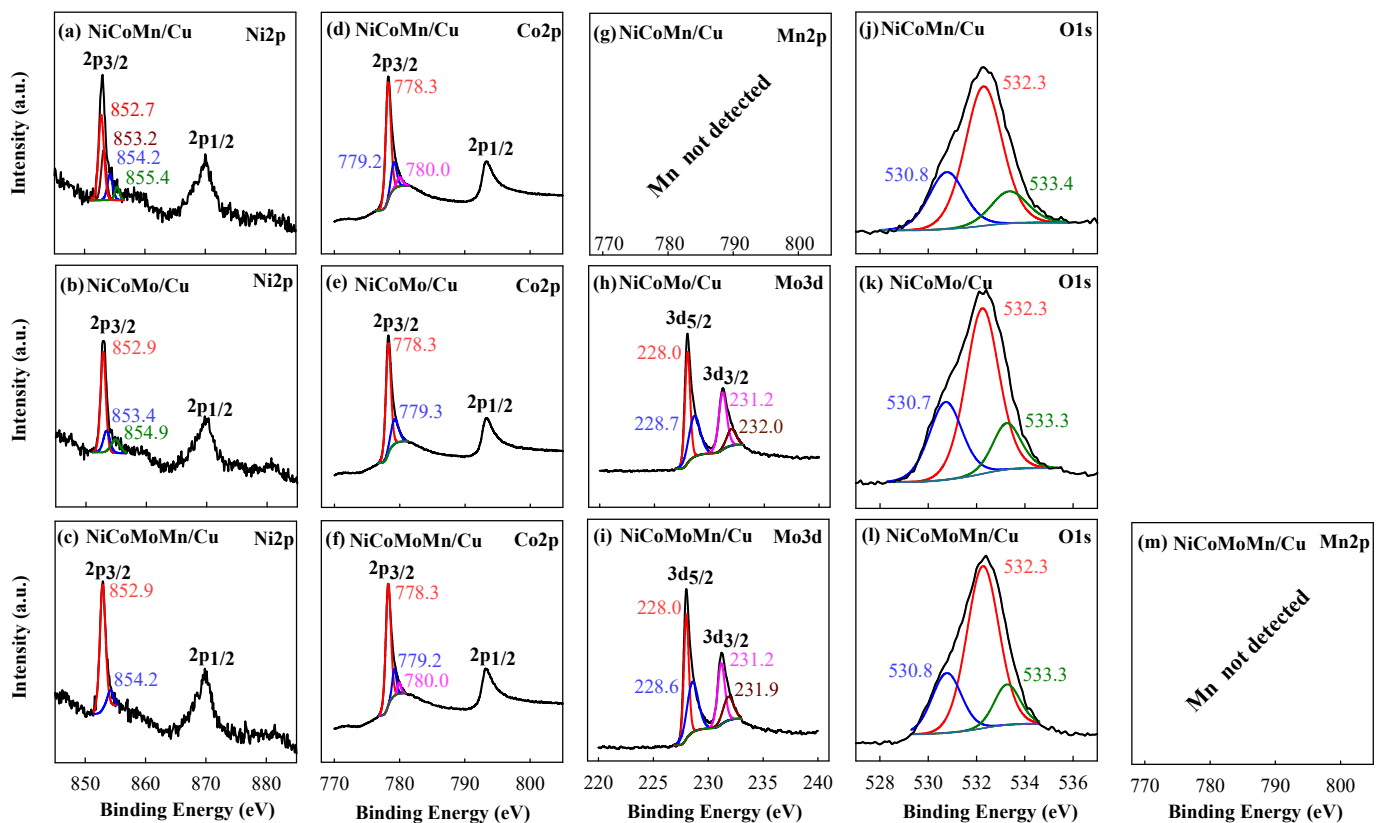 (a) NiCoMn/Cu Ni2p
2p3/2
852.7
853.2
854.2
855.4
2p1/2
Intensity (a.u.)
(d) NiCoMn/Cu Co2p
2p3/2
778.3
779.2
780.0
2p1/2
(g) NiCoMn/Cu Mn2p
Mn not detected
770 780 790 800
(j) NiCoMn/Cu O1s
532.3
530.8
533.4
(b) NiCoMo/Cu Ni2p
2p3/2
852.9
853.4
854.9
2p1/2
Intensity (a.u.)
(e) NiCoMo/Cu Co2p
2p3/2
778.3
779.3
2p1/2
(h) NiCoMo/Cu Mo3d
3d5/2
228.0
3d3/2
231.2
228.7
232.0
(k) NiCoMo/Cu O1s
532.3
530.7
533.3
(c) NiCoMoMn/Cu Ni2p
2p3/2
852.9
854.2
2p1/2
Intensity (a.u.)
850 860 870 880
Binding Energy (eV)
(f) NiCoMoMn/Cu Co2p
2p3/2
778.3
779.2
780.0
2p1/2
770 780 790 800
Binding Energy (eV)
(i) NiCoMoMn/Cu Mo3d
3d5/2
228.0
3d3/2
231.2
228.6
231.9
220 230 230 235 240
Binding Energy (eV)
(l) NiCoMoMn/Cu O1s
532.3
530.8
533.3
528 530 532 534 536
Binding Energy (eV)
(m) NiCoMoMn/Cu Mn2p
Mn not detected
770 780 790 800
Binding Energy (eV)